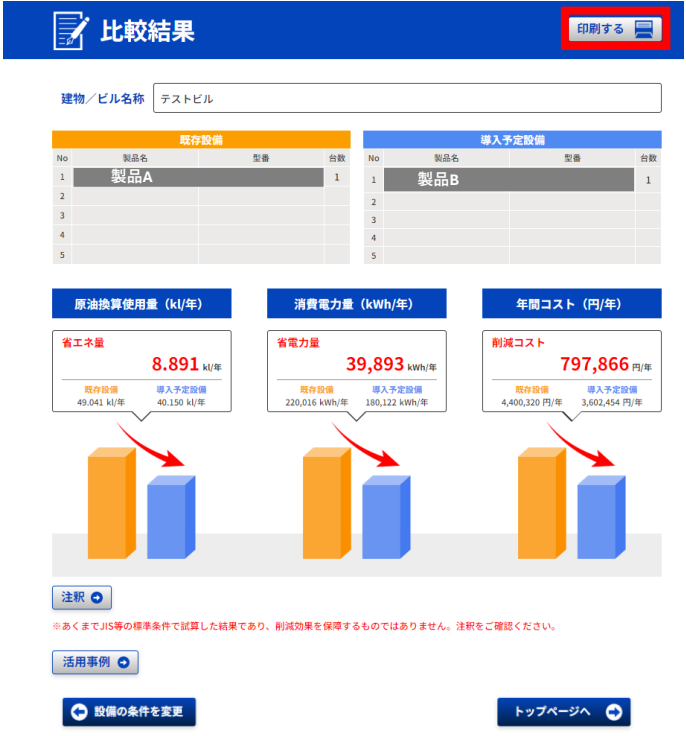 比較結果
印刷する
建物／ビル名称 テストビル
既存設備 導入予定設備
No 製品名 型番 台数 No 製品名 型番 台数
1 製品A 1 1 製品B 1
2 2
3 3
4 4
5 5
原油換算使用量（kl/年） 消費電力量（kWh/年） 年間コスト（円/年）
省エネ量 省電力量 削減コスト
8.891 kl/年 39,893 kWh/年 797,866 円/年
既存設備 導入予定設備 既存設備 導入予定設備 既存設備 導入予定設備
49.041 kl/年 40.150 kl/年 220,016 kWh/年 180,122 kWh/年 4,400,320 円/年 3,602,454 円/年
注釈
※あくまでJIS等の標準条件で試算した結果であり、削減効果を保障するものではありません。注釈をご確認ください。
活用事例
設備の条件を変更 トップページへ